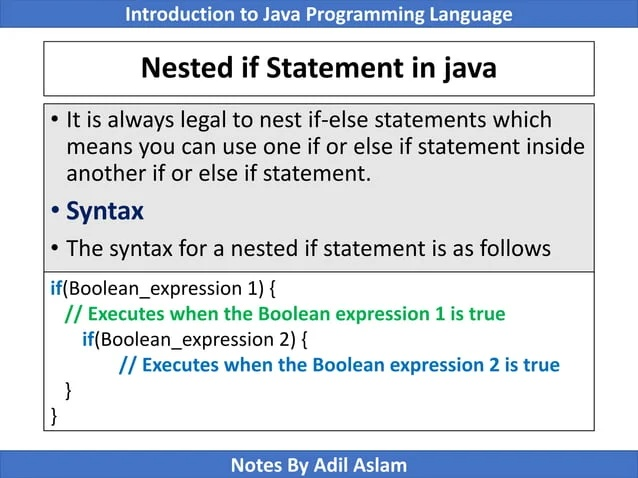 Introduction to Java Programming Language
Nested if Statement in java
• It is always legal to nest if-else statements which
means you can use one if or else if statement inside
another if or else if statement.
• Syntax
• The syntax for a nested if statement is as follows
if(Boolean_expression 1) {
// Executes when the Boolean expression 1 is true
if(Boolean_expression 2) {
// Executes when the Boolean expression 2 is true
}
}
Notes By Adil Aslam